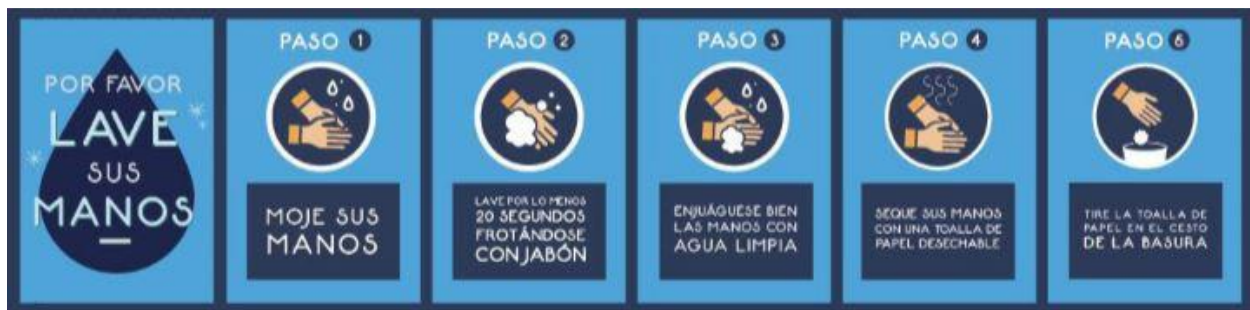 POR FAVOR
LAVE
SUS
MANOS
PASO 1
MOJE SUS
MANOS
PASO 2
LAVE POR LO MENOS
20 SEGUNDOS
FROTÁNDOSE
CON JABÓN
PASO 3
ENJUÁGUESE BIEN
LAS MANOS CON
AGUA LIMPIA
PASO 4
SEQUE SUS MANOS
CON UNA TOALLA DE
PAPEL DESECHABLE
PASO 5
TIRE LA TOALLA DE
PAPEL EN EL CESTO
DE LA BASURA